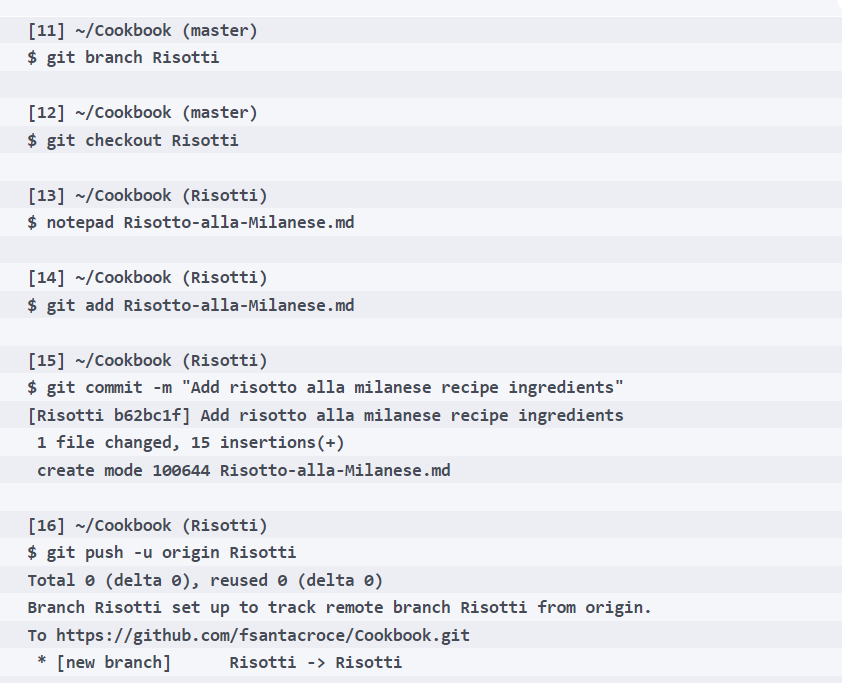 [11] ~/Cookbook (master)
$ git branch Risotti
[12] ~/Cookbook (master)
$ git checkout Risotti
[13] ~/Cookbook (Risotti)
$ notepad Risotto-alla-Milanese.md
[14] ~/Cookbook (Risotti)
$ git add Risotto-alla-Milanese.md
[15] ~/Cookbook (Risotti)
$ git commit -m "Add risotto alla milanese recipe ingredients"
[Risotti b62bc1f] Add risotto alla milanese recipe ingredients
 1 file changed, 15 insertions(+)
 create mode 100644 Risotto-alla-Milanese.md
[16] ~/Cookbook (Risotti)
$ git push -u origin Risotti
Total 0 (delta 0), reused 0 (delta 0)
Branch Risotti set up to track remote branch Risotti from origin.
To https://github.com/fsantacroce/Cookbook.git
 * [new branch]      Risotti -> Risotti